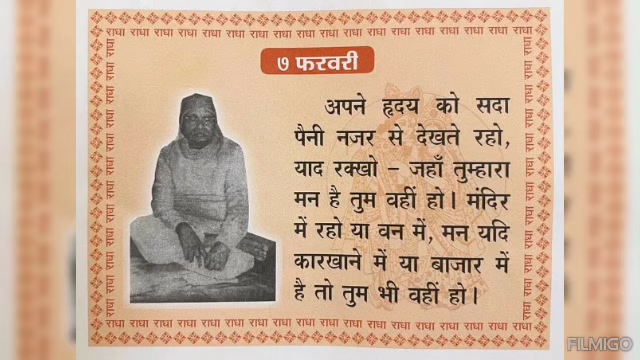 राधा राधा राधा राधा राधा राधा राधा राधा राधा राधा राधा राधा राधा
७ फरवरी
अपने हृदय को सदा
पैनी नजर से देखते रहो,
याद रक्खो – जहाँ तुम्हारा
मन है तुम वहीं हो। मंदिर
में रहो या वन में, मन यदि
कारखाने में या बाजार में
है तो तुम भी वहीं हो।
राधा राधा राधा राधा राधा राधा राधा राधा राधा राधा राधा राधा राधा
FILMIGO